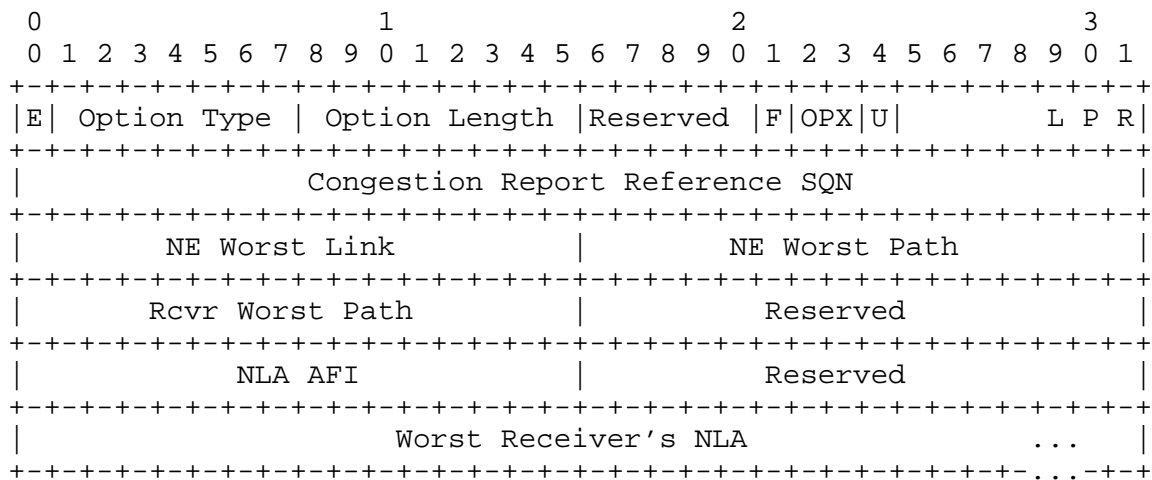 0                   1                   2                   3
 0 1 2 3 4 5 6 7 8 9 0 1 2 3 4 5 6 7 8 9 0 1 2 3 4 5 6 7 8 9 0 1
+-+-+-+-+-+-+-+-+-+-+-+-+-+-+-+-+-+-+-+-+-+-+-+-+-+-+-+-+-+-+-+-+
|E| Option Type | Option Length |Reserved |F|OPX|U|        L P R|
+-+-+-+-+-+-+-+-+-+-+-+-+-+-+-+-+-+-+-+-+-+-+-+-+-+-+-+-+-+-+-+-+
|                Congestion Report Reference SQN                |
+-+-+-+-+-+-+-+-+-+-+-+-+-+-+-+-+-+-+-+-+-+-+-+-+-+-+-+-+-+-+-+-+
|        NE Worst Link          |        NE Worst Path          |
+-+-+-+-+-+-+-+-+-+-+-+-+-+-+-+-+-+-+-+-+-+-+-+-+-+-+-+-+-+-+-+-+
|       Rcvr Worst Path         |          Reserved             |
+-+-+-+-+-+-+-+-+-+-+-+-+-+-+-+-+-+-+-+-+-+-+-+-+-+-+-+-+-+-+-+-+
|            NLA AFI            |          Reserved             |
+-+-+-+-+-+-+-+-+-+-+-+-+-+-+-+-+-+-+-+-+-+-+-+-+-+-+-+-+-+-+-+-+
|                     Worst Receiver's NLA                ...   |
+-+-+-+-+-+-+-+-+-+-+-+-+-+-+-+-+-+-+-+-+-+-+-+-+-+-+-+-+-...-+-+